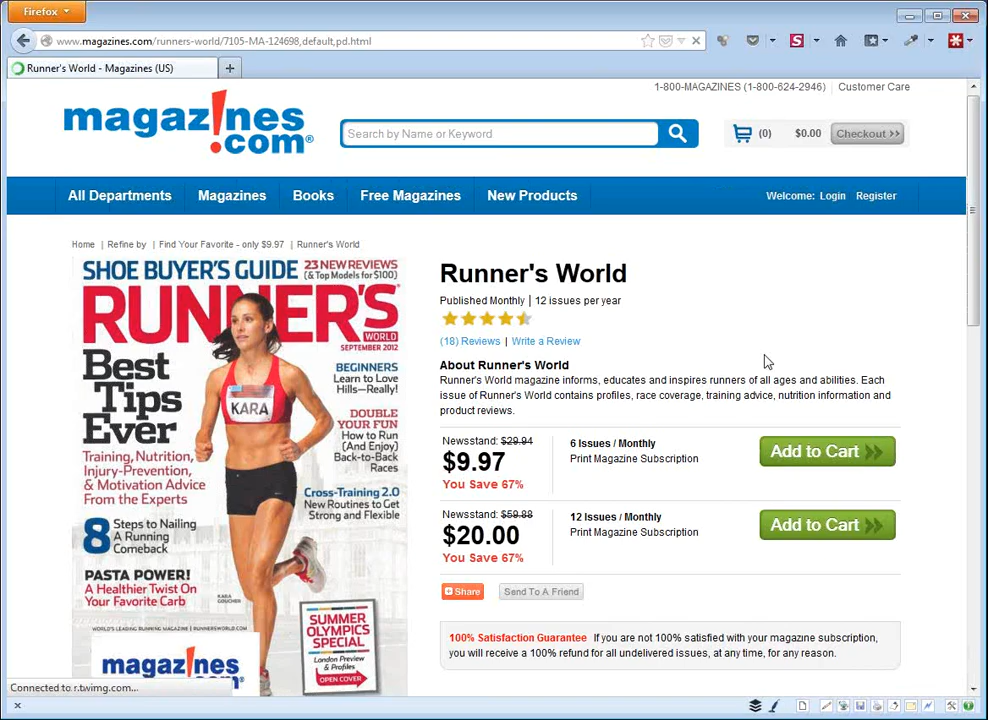 Firefox
www.magazines.com/runners-world/7105-MA-124698,default,pd.html
Runner's World - Magazines (US)
1-800-MAGAZINES (1-800-624-2946)
Customer Care
magaz!nes
.com®
Search by Name or Keyword
(0)
$0.00
Checkout >>
All Departments
Magazines
Books
Free Magazines
New Products
Welcome: Login
Register
Home | Refine by | Find Your Favorite - only $9.97 | Runner's World
SHOE BUYER'S GUIDE
23 NEW REVIEWS
(& Top Models for $100)
RUNNER'S
WORLD
SEPTEMBER 2012
Best
Tips
Ever
Training, Nutrition,
Injury-Prevention,
& Motivation Advice
From the Experts
8 Steps to Nailing
A Running
Comeback
PASTA POWER!
A Healthier Twist On
Your Favorite Carb
KARA
GOUCHER
WORLD'S LEADING RUNNING MAGAZINE | RUNNERSWORLD.COM
KARA
BEGINNERS
Learn to Love
Hills—Really!
DOUBLE
YOUR FUN
How to Run
(And Enjoy)
Back-to-Back
Races
Cross-Training 2.0
New Routines to Get
Strong and Flexible
SUMMER
OLYMPICS
SPECIAL
London Preview
& Profiles
OPEN COVER
magaz!nes
.com
Runner's World
Published Monthly | 12 issues per year
(18) Reviews | Write a Review
About Runner's World
Runner's World magazine informs, educates and inspires runners of all ages and abilities. Each
issue of Runner's World contains profiles, race coverage, training advice, nutrition information and
product reviews.
Newsstand: $29.94
$9.97
You Save 67%
6 Issues / Monthly
Print Magazine Subscription
Add to Cart
Newsstand: $59.88
$20.00
You Save 67%
12 Issues / Monthly
Print Magazine Subscription
Add to Cart
Share
Send To A Friend
100% Satisfaction Guarantee If you are not 100% satisfied with your magazine subscription,
you will receive a 100% refund for all undelivered issues, at any time, for any reason.
Connected to r.twimg.com...